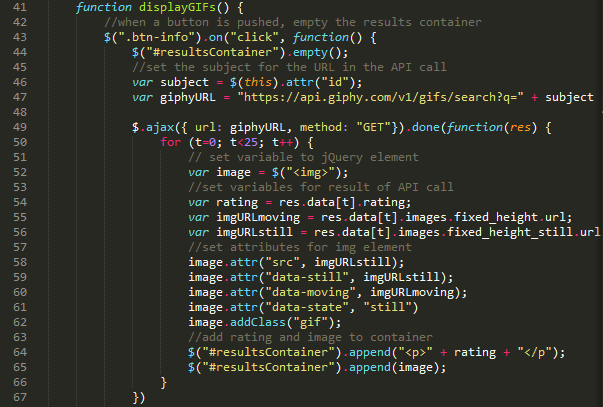 41 function displayGIFs() {
42 //when a button is pushed, empty the results container
43 $(".btn-info").on("click", function() {
44 $("#resultsContainer").empty();
45 //set the subject for the URL in the API call
46 var subject = $(this).attr("id");
47 var giphyURL = "https://api.giphy.com/v1/gifs/search?q=" + subject
48
49 $.ajax({ url: giphyURL, method: "GET"}).done(function(res) {
50 for (t=0; t<25; t++) {
51 // set variable to jQuery element
52 var image = $("<img>");
53 //set variables for result of API call
54 var rating = res.data[t].rating;
55 var imgURLmoving = res.data[t].images.fixed_height.url;
56 var imgURLstill = res.data[t].images.fixed_height_still.url
57 //set attributes for img element
58 image.attr("src", imgURLstill);
59 image.attr("data-still", imgURLstill);
60 image.attr("data-moving", imgURLmoving);
61 image.attr("data-state", "still")
62 image.addClass("gif");
63 //add rating and image to container
64 $("#resultsContainer").append("<p>" + rating + "</p");
65 $("#resultsContainer").append(image);
66 }
67 })